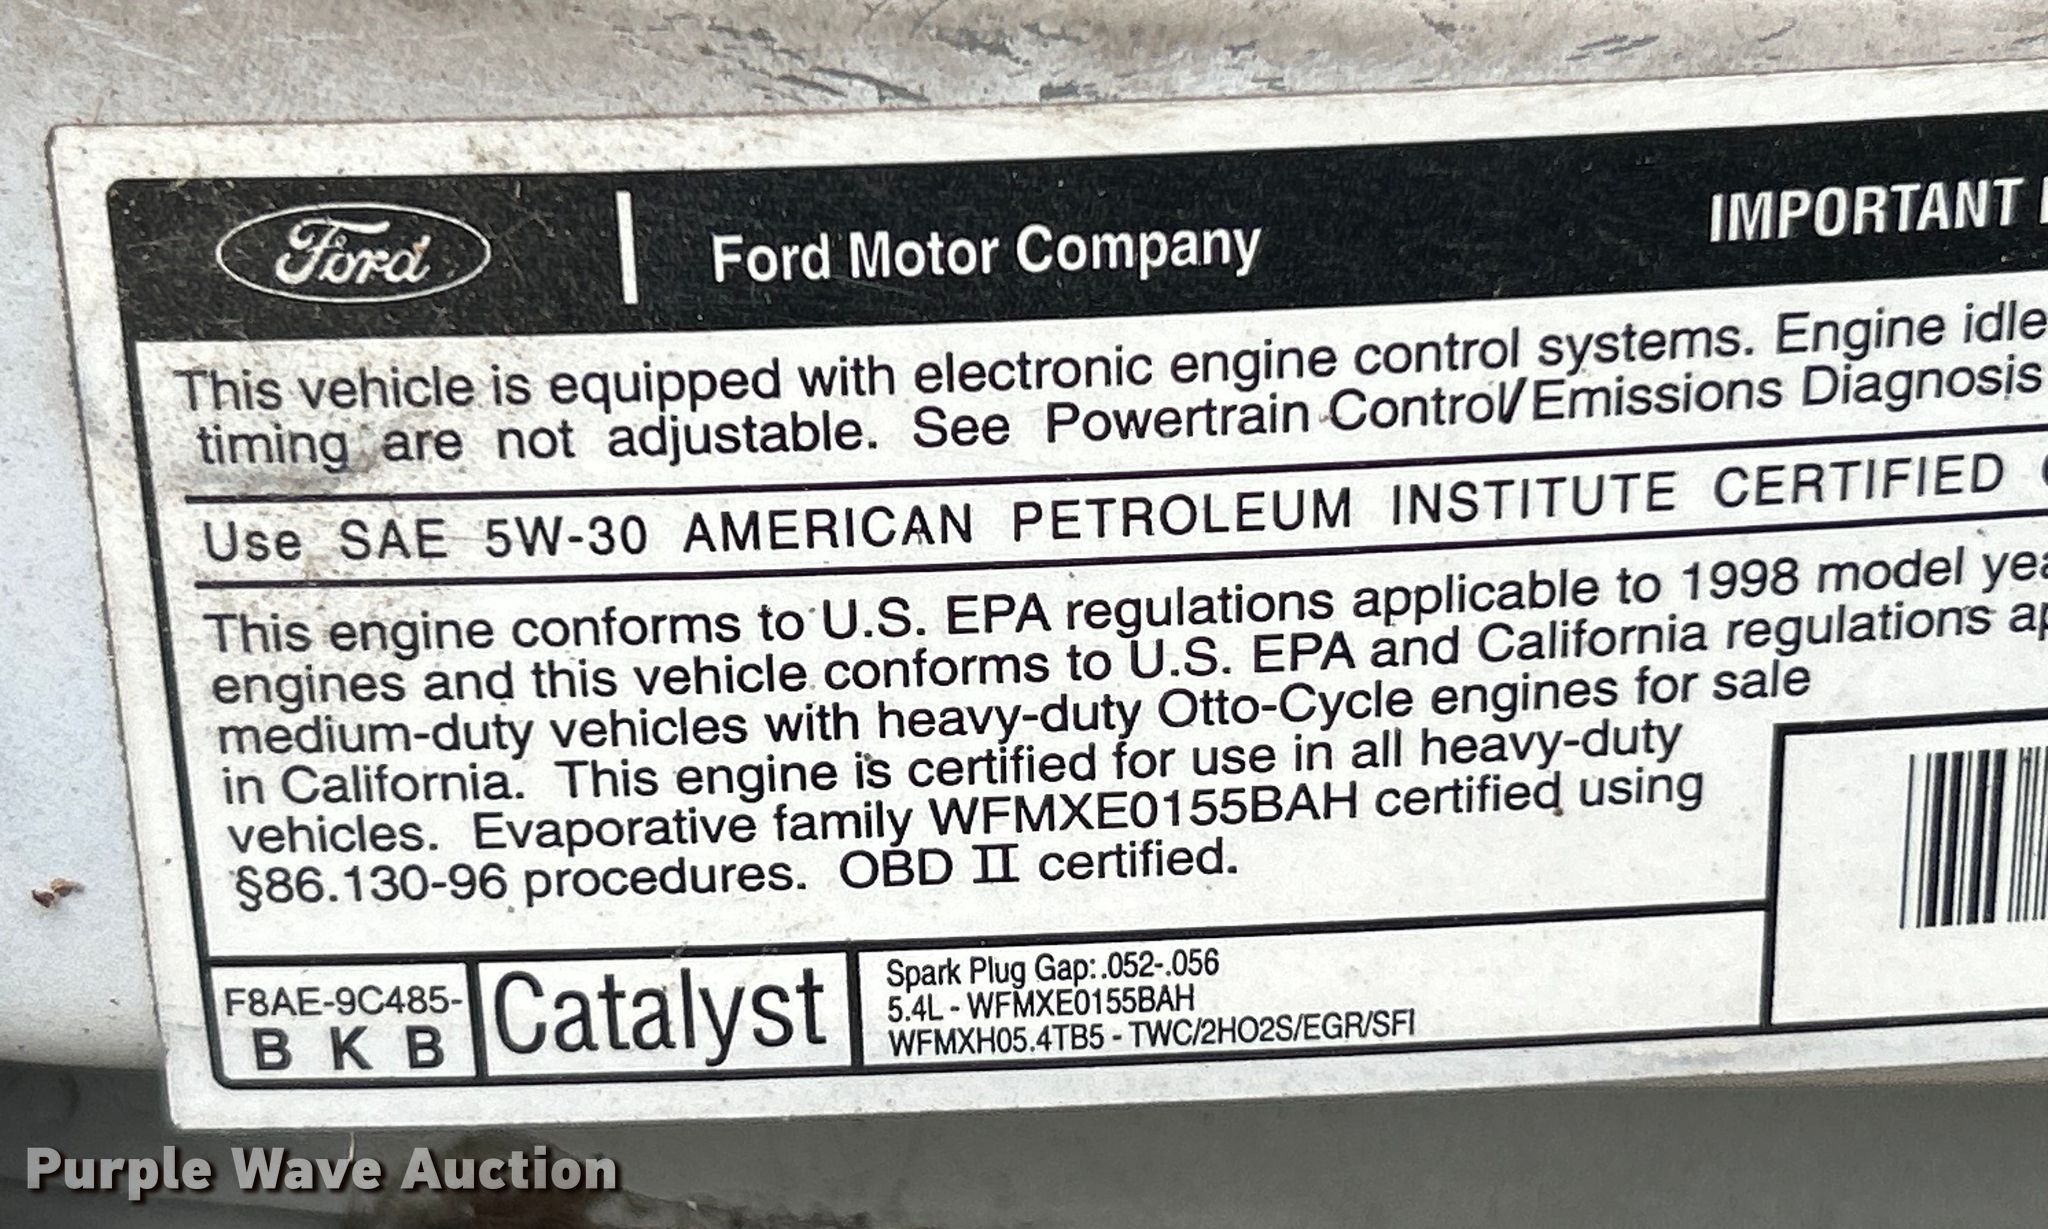 Ford | Ford Motor Company IMPORTANT
This vehicle is equipped with electronic engine control systems. Engine idle
timing are not adjustable. See Powertrain Control/Emissions Diagnosis
Use SAE 5W-30 AMERICAN PETROLEUM INSTITUTE CERTIFIED
This engine conforms to U.S. EPA regulations applicable to 1998 model
engines and this vehicle conforms to U.S. EPA and California regulations
medium-duty vehicles with heavy-duty Otto-Cycle engines for sale
in California. This engine is certified for use in all heavy-duty
vehicles. Evaporative family WFMXE0155BAH certified using
§86.130-96 procedures. OBD II certified.
F8AE-9C485-
B K B
Catalyst
Spark Plug Gap:.052-.056
5.4L - WFMXE0155BAH
WFMXH05.4TB5 - TWC/2HO2S/EGR/SFI
Purple Wave Auction